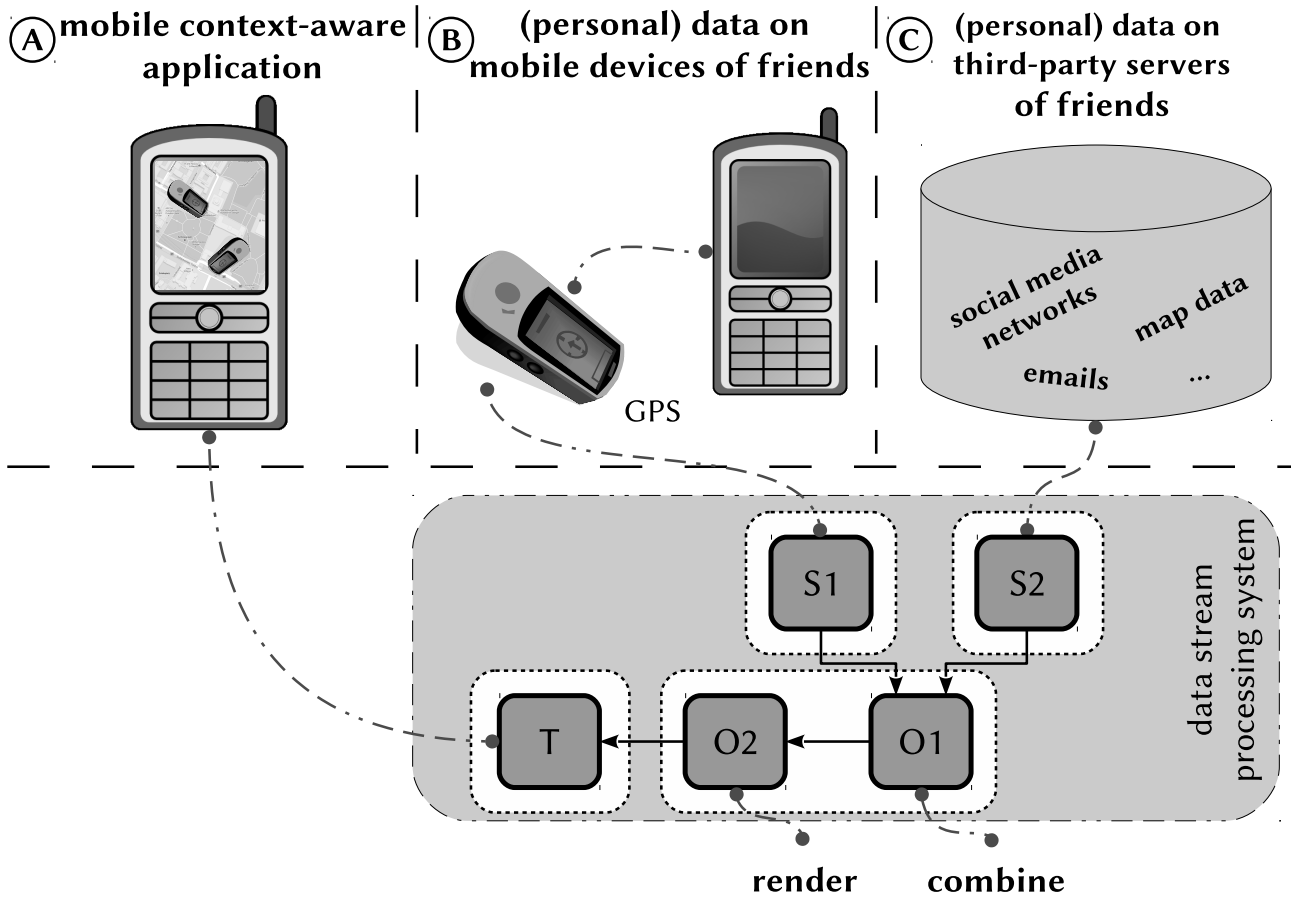 A
mobile context-aware
application
B
(personal) data on
mobile devices of friends
C
(personal) data on
third-party servers
of friends
GPS
social media
networks
map data
emails
...
S1
S2
data stream
processing system
T
O2
O1
render
combine